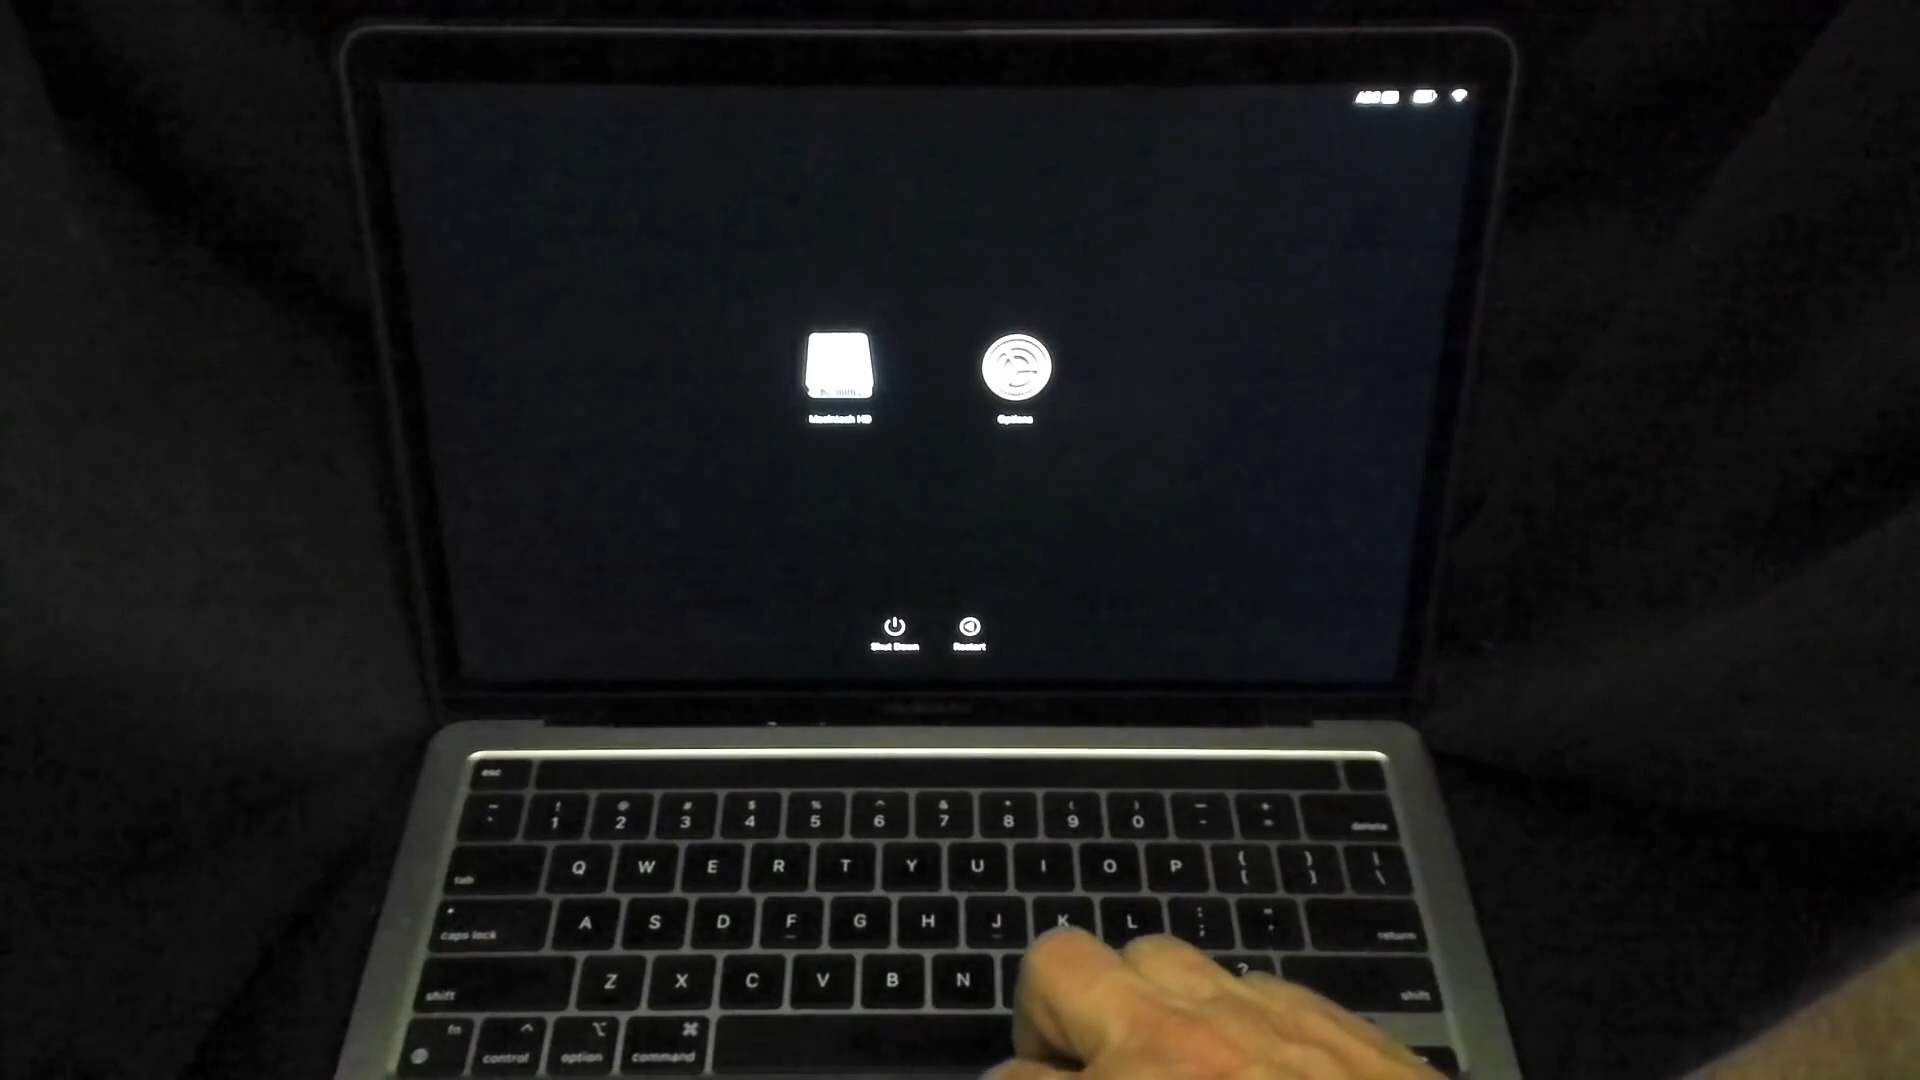 ABC
Macintosh HD
Options
Shut Down
Restart
esc
~ ! @ # $ % ^ & * ( ) _ +
` 1 2 3 4 5 6 7 8 9 0 - = delete
tab Q W E R T Y U I O P { [ } ] | \
caps lock A S D F G H J K L : ; " ' return
shift Z X C V B N ? shift
fn control option command